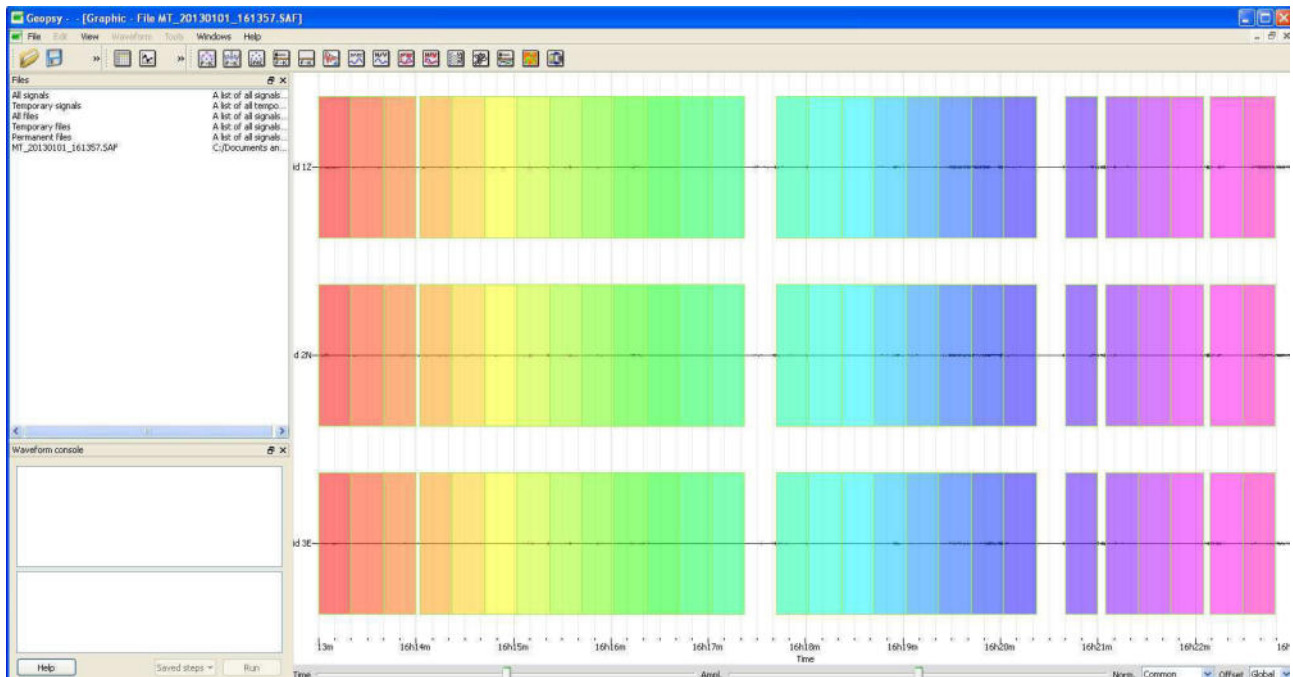 Geopsy - - [Graphic - File MT_20130101_161357.SAF]
File Edit View Waveform Tools Windows Help
» »
Files
All signals A list of all signals...
Temporary signals A list of all tempo...
All files A list of all signals...
Temporary files A list of all signals...
Permanent files A list of all signals...
MT_20130101_161357.SAF C:/Documents an...
id 1Z
id 2N
id 3E
Waveform console
13m 16h14m 16h15m 16h16m 16h17m 16h18m 16h19m 16h20m 16h21m 16h22m 16h
Time
Help Saved steps Run
Time Ampl. Norm. Common Offset Global